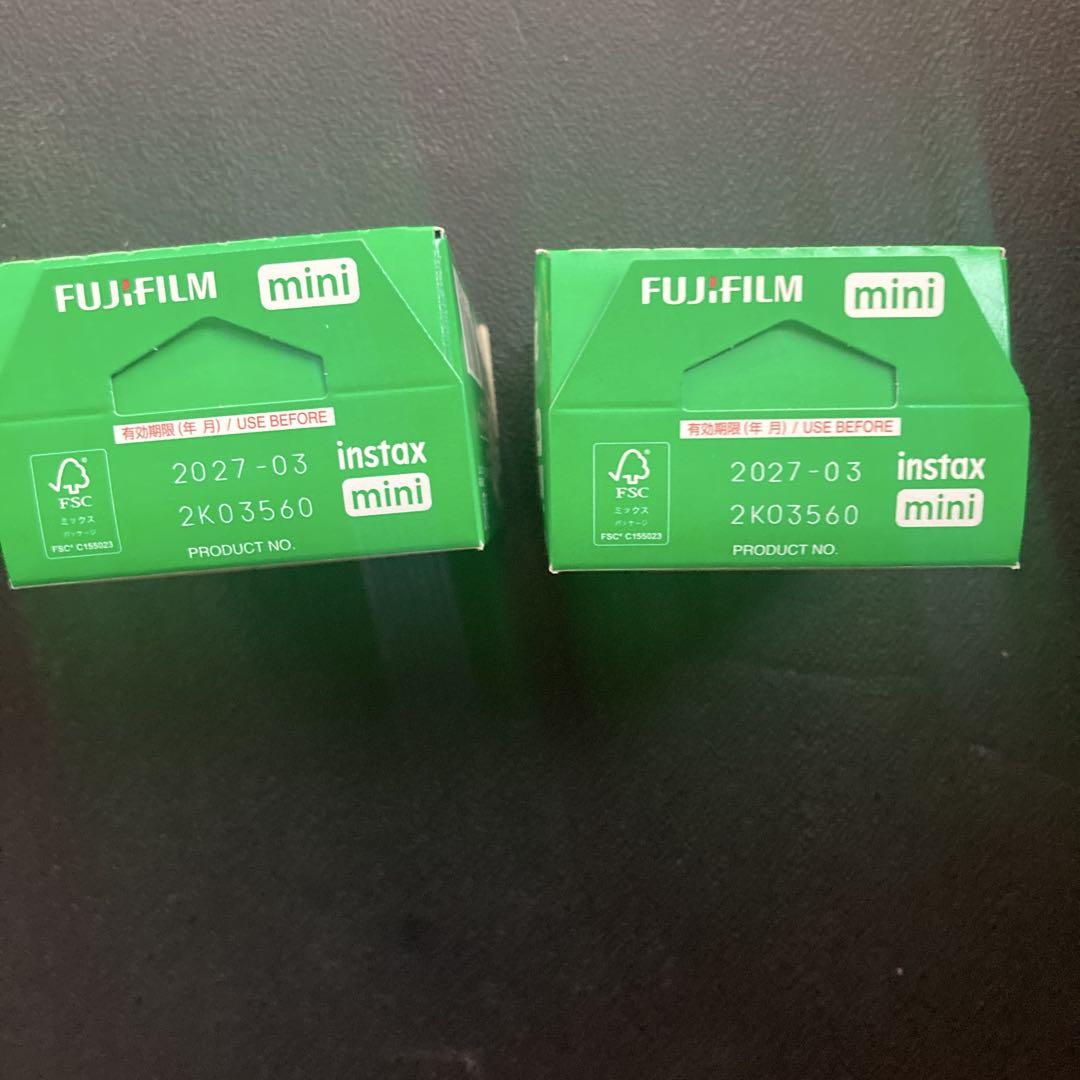 FUJIFILM mini
有効期限(年 月) / USE BEFORE
2027-03
2K03560
PRODUCT NO.
instax
mini
FSC
ミックス
パッケージ
FSC® C155023
FUJIFILM mini
有効期限(年 月) / USE BEFORE
2027-03
2K03560
PRODUCT NO.
instax
mini
FSC
ミックス
パッケージ
FSC® C155023